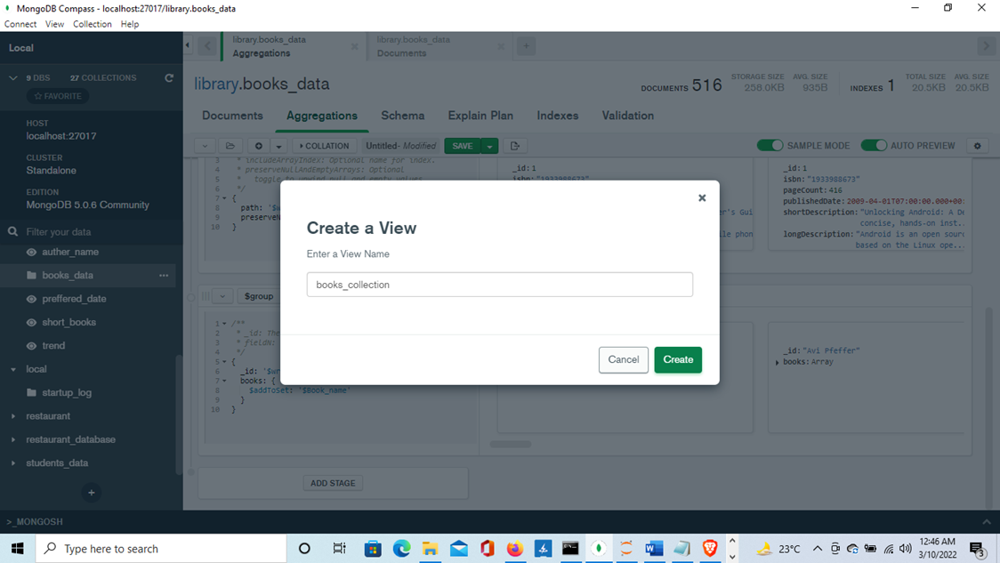 MongoDB Compass - localhost:27017/library.books_data
Connect View Collection Help
Local
9 DBS 27 COLLECTIONS
FAVORITE
HOST
localhost:27017
CLUSTER
Standalone
EDITION
MongoDB 5.0.6 Community
Filter your data
auther_name
books_data
preffered_date
short_books
trend
local
startup_log
restaurant
restaurant_database
students_data
>_MONGOSH
library.books_data
Aggregations
library.books_data
Documents
library.books_data
DOCUMENTS 516
STORAGE SIZE
258.0KB
AVG. SIZE
935B
INDEXES 1
TOTAL SIZE
20.5KB
AVG. SIZE
20.5KB
Documents Aggregations Schema Explain Plan Indexes Validation
COLLATION Untitled- Modified SAVE SAMPLE MODE AUTO PREVIEW
3 * includeArrayIndex: Optional name for index.
4 * preserveNullAndEmptyArrays: Optional
5 * toggle to unwind null and empty values.
6 */
7 {
8 path: '$w
9 preserveN
10 }
_id: 1
isbn: "1933988673"
er's Gui
ile phon
_id: 1
isbn: "1933988673"
pageCount: 416
publishedDate: 2009-04-01T07:00:00.000+00:
shortDescription: "Unlocking Android: A De
concise, hands-on inst...
longDescription: "Android is an open sourc
based on the Linux ope...
Create a View
Enter a View Name
books_collection
Cancel Create
$group
1 /**
2 * _id: The
3 * fieldN:
4 */
5 {
6 _id: '$wr
7 books: {
8 $addToSet: '$Book_name'
9 }
10 }
_id: "Avi Pfeffer"
books: Array
ADD STAGE
Type here to search
23°C
12:46 AM
3/10/2022
3